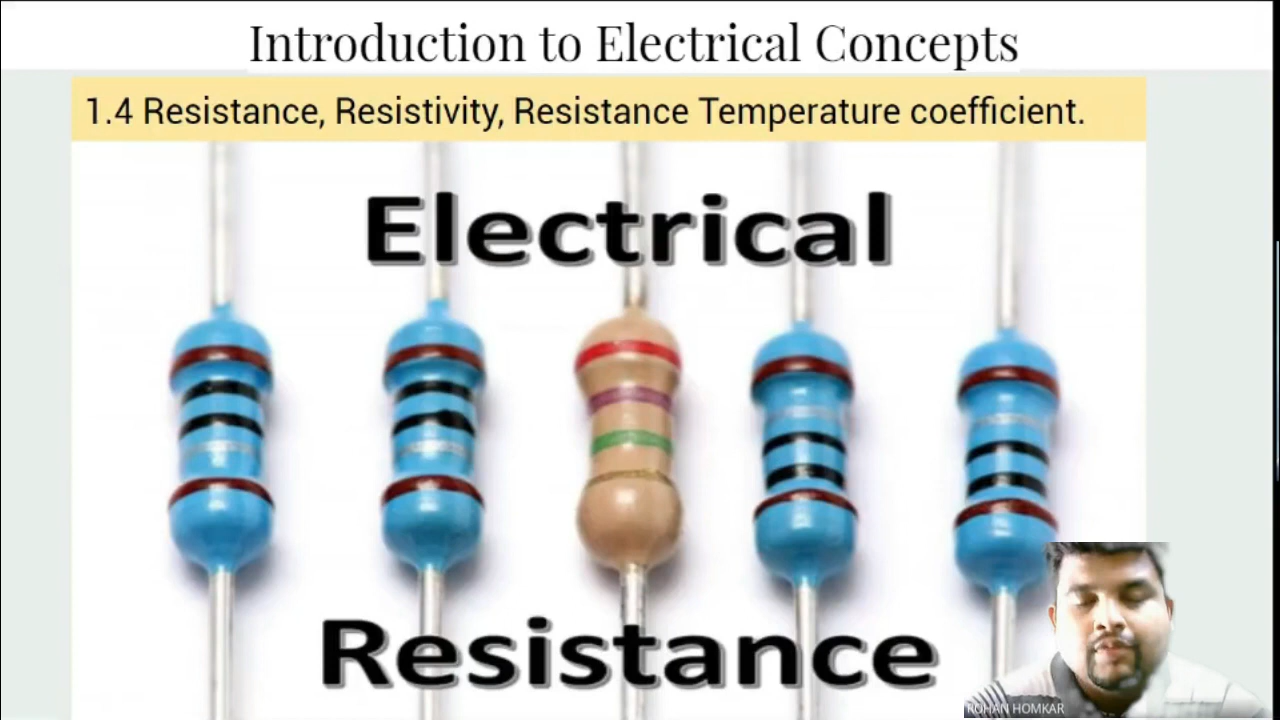 Introduction to Electrical Concepts
1.4 Resistance, Resistivity, Resistance Temperature coefficient.
Electrical
Resistance
ROHAN HOMKAR